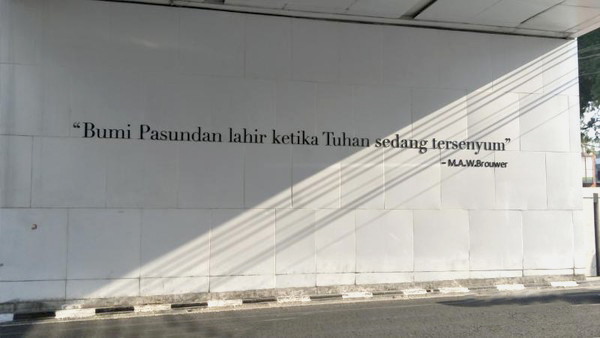 “Bumi Pasundan lahir ketika Tuhan sedang tersenyum”
- M.A.W.Brouwer